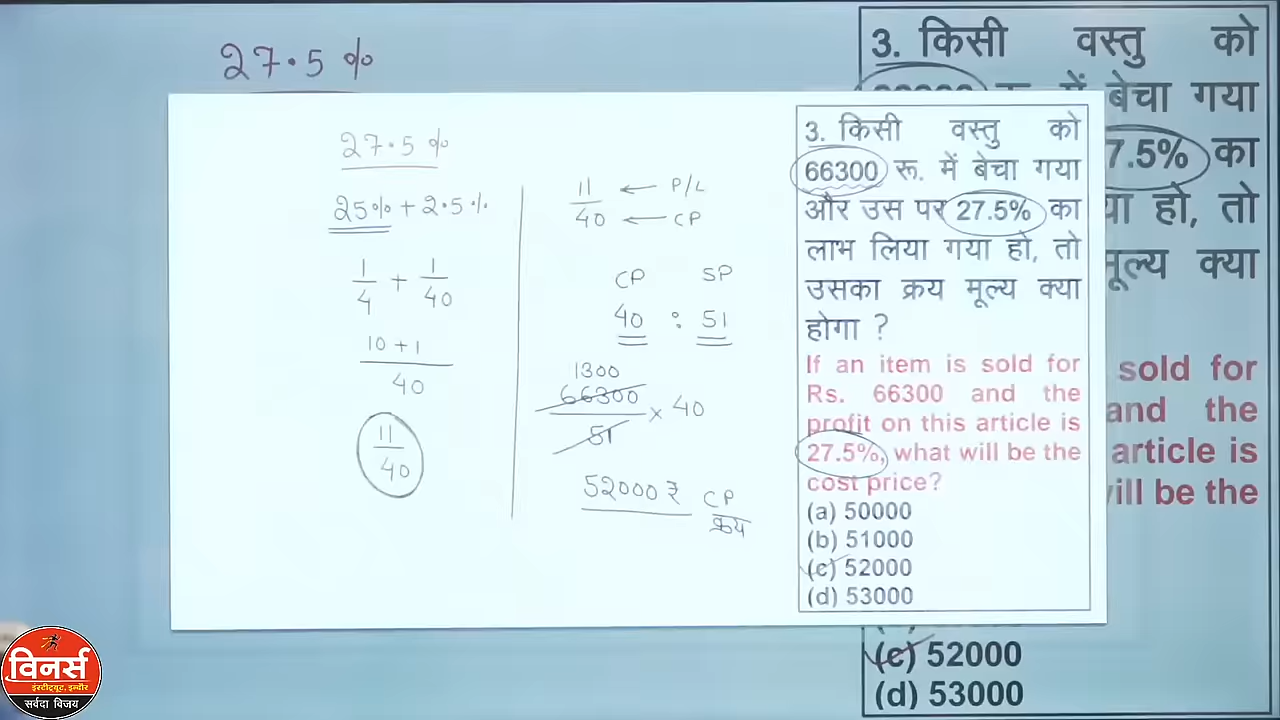 27.5 %
3. किसी वस्तु को
बेचा गया
7.5% का
हो, तो
मूल्य क्या
sold for
and the
article is
will be the
(c) 52000
(d) 53000
27.5 %
25% + 2.5%
1/4 + 1/40
10 + 1
40
11
40
11 ← P/L
40 ← CP
CP SP
40 : 51
1300
66300
51
× 40
52000 ₹ CP
क्रय
3. किसी वस्तु को
66300 रू. में बेचा गया
और उस पर 27.5% का
लाभ लिया गया हो, तो
उसका क्रय मूल्य क्या
होगा ?
If an item is sold for
Rs. 66300 and the
profit on this article is
27.5%, what will be the
cost price?
(a) 50000
(b) 51000
(c) 52000
(d) 53000
विनर्स
इंस्टीट्यूट, इन्दौर
सर्वदा विजय